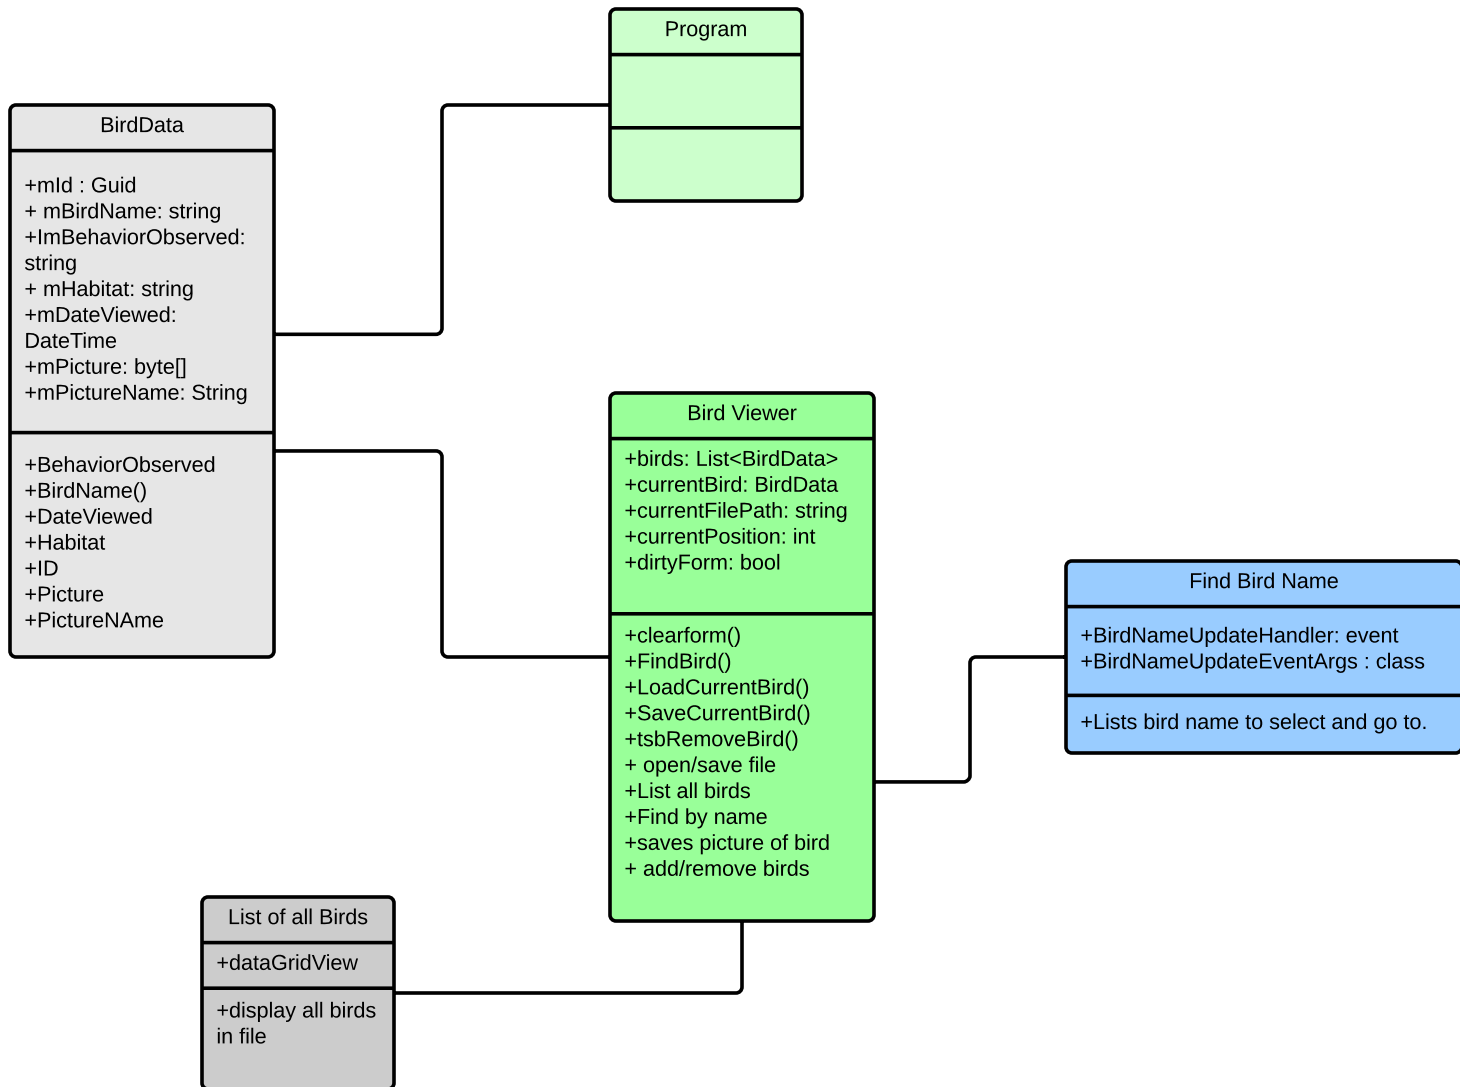 Program
BirdData
+mId : Guid
+ mBirdName: string
+ImBehaviorObserved:
string
+ mHabitat: string
+mDateViewed:
DateTime
+mPicture: byte[]
+mPictureName: String
+BehaviorObserved
+BirdName()
+DateViewed
+Habitat
+ID
+Picture
+PictureNAme
Bird Viewer
+birds: List<BirdData>
+currentBird: BirdData
+currentFilePath: string
+currentPosition: int
+dirtyForm: bool
+clearform()
+FindBird()
+LoadCurrentBird()
+SaveCurrentBird()
+tsbRemoveBird()
+ open/save file
+List all birds
+Find by name
+saves picture of bird
+ add/remove birds
Find Bird Name
+BirdNameUpdateHandler: event
+BirdNameUpdateEventArgs : class
+Lists bird name to select and go to.
List of all Birds
+dataGridView
+display all birds
in file